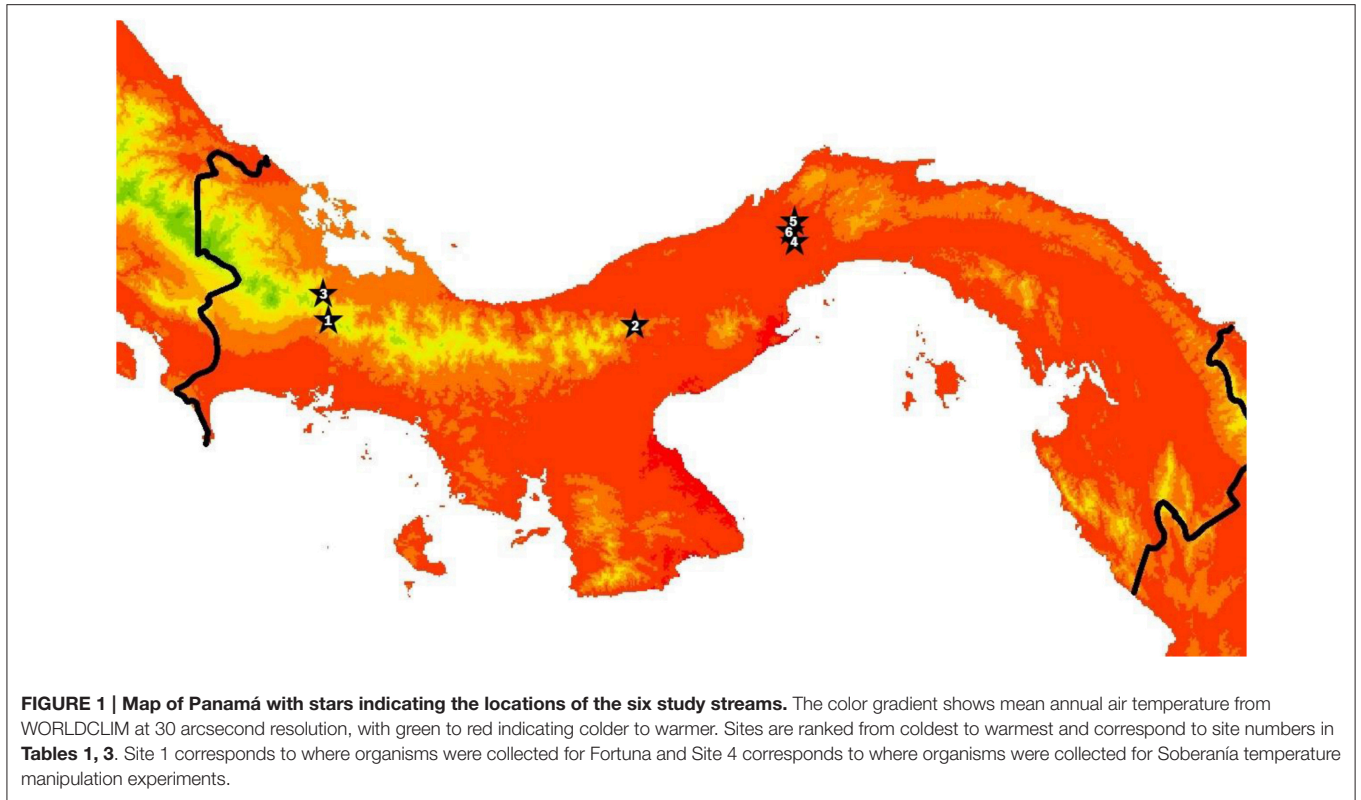 5
6
4
3
1
2
FIGURE 1 | Map of Panamá with stars indicating the locations of the six study streams. The color gradient shows mean annual air temperature from
WORLDCLIM at 30 arcsecond resolution, with green to red indicating colder to warmer. Sites are ranked from coldest to warmest and correspond to site numbers in
Tables 1, 3. Site 1 corresponds to where organisms were collected for Fortuna and Site 4 corresponds to where organisms were collected for Soberanía temperature
manipulation experiments.